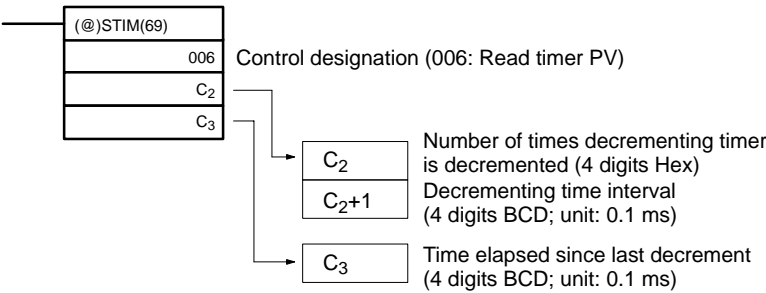 (@)STIM(69)
006 Control designation (006: Read timer PV)
C2
C3
C2 Number of times decrementing timer
is decremented (4 digits Hex)
C2+1 Decrementing time interval
(4 digits BCD; unit: 0.1 ms)
C3 Time elapsed since last decrement
(4 digits BCD; unit: 0.1 ms)